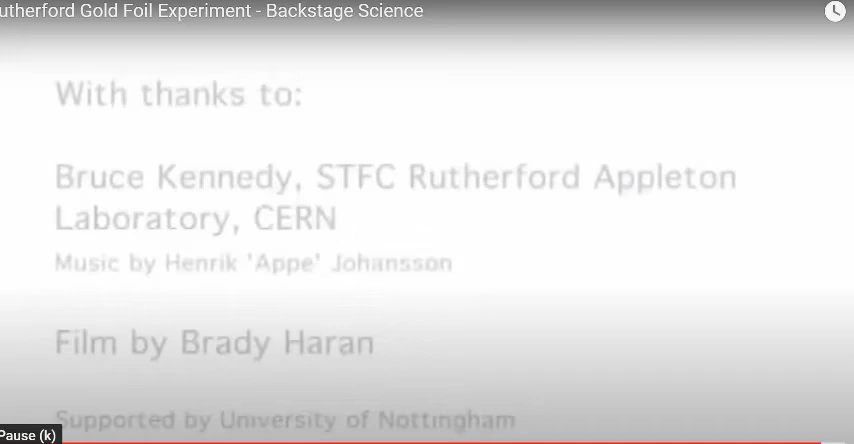 utherford Gold Foil Experiment - Backstage Science
With thanks to:
Bruce Kennedy, STFC Rutherford Appleton
Laboratory, CERN
Music by Henrik 'Appe' Johansson
Film by Brady Haran
Supported by University of Nottingham
Pause (k)